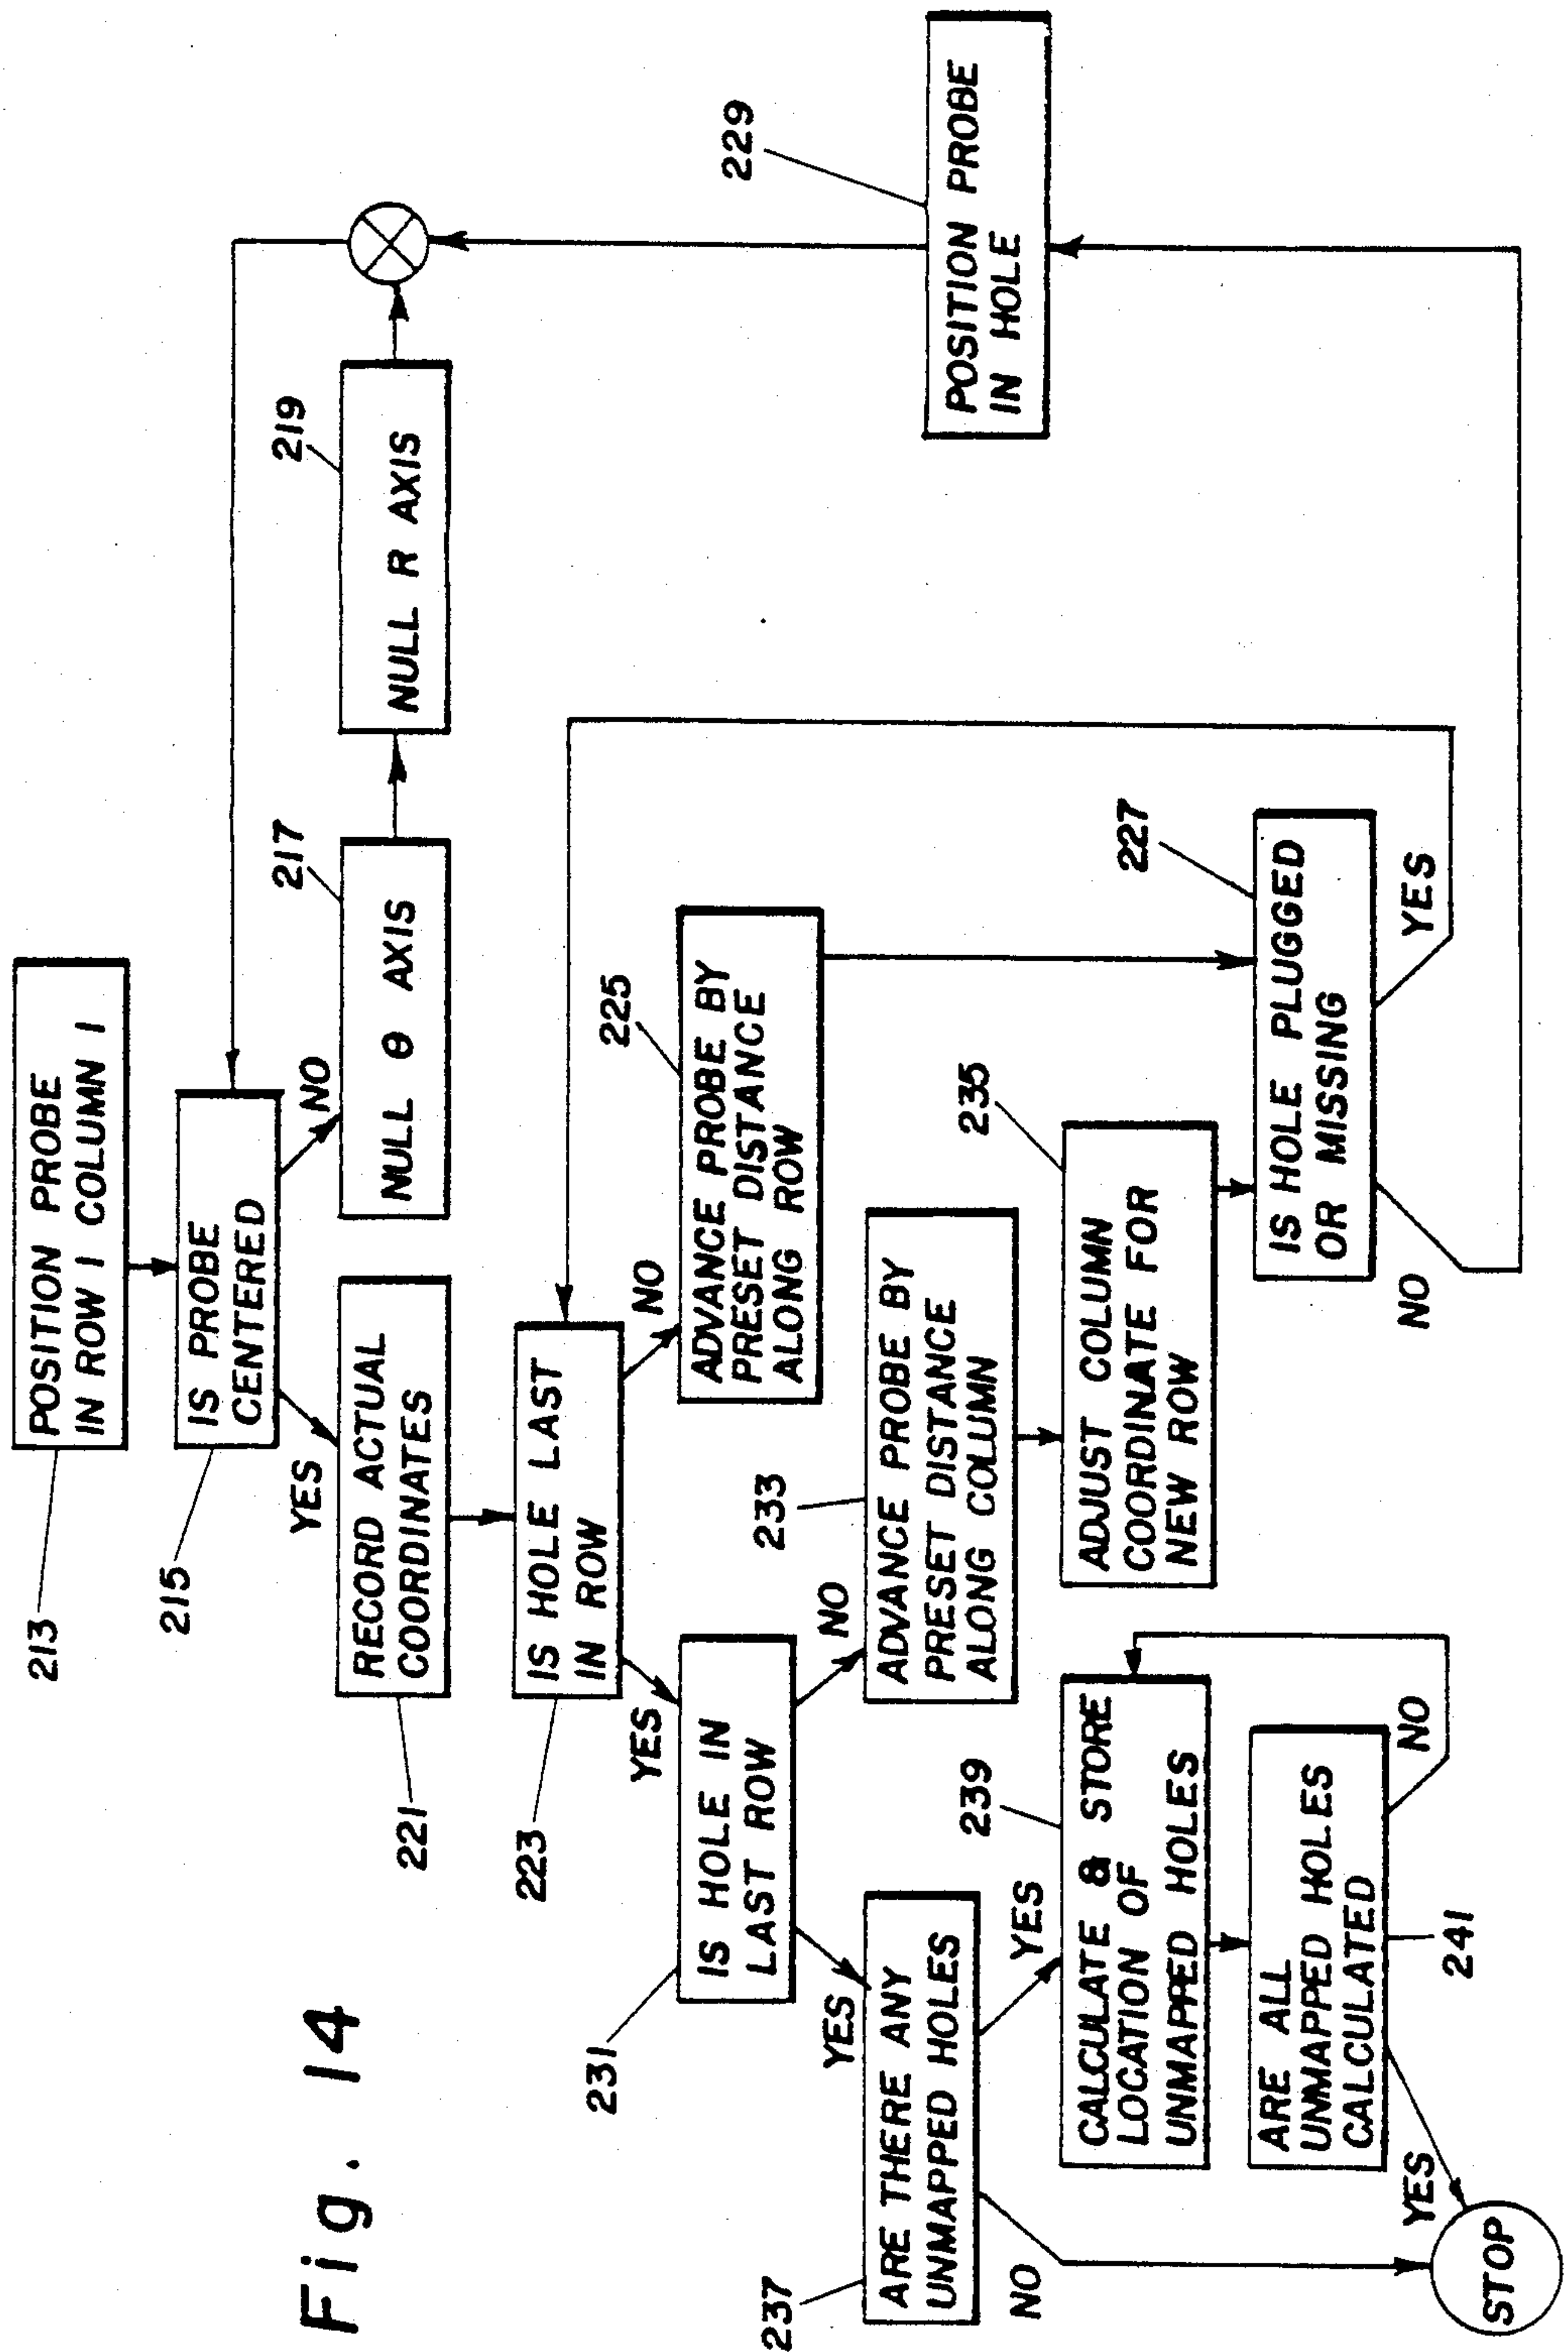 Fig. 14
213
POSITION PROBE
IN ROW 1 COLUMN 1
215
IS PROBE
CENTERED
YES
NO
217
NULL θ AXIS
219
NULL R AXIS
221
RECORD ACTUAL
COORDINATES
223
IS HOLE LAST
IN ROW
YES
NO
225
ADVANCE PROBE BY
PRESET DISTANCE
ALONG ROW
227
IS HOLE PLUGGED
OR MISSING
NO
YES
229
POSITION PROBE
IN HOLE
231
IS HOLE IN
LAST ROW
YES
NO
233
ADVANCE PROBE BY
PRESET DISTANCE
ALONG COLUMN
235
ADJUST COLUMN
COORDINATE FOR
NEW ROW
237
ARE THERE ANY
UNMAPPED HOLES
NO
YES
239
CALCULATE & STORE
LOCATION OF
UNMAPPED HOLES
241
ARE ALL
UNMAPPED HOLES
CALCULATED
YES
NO
STOP